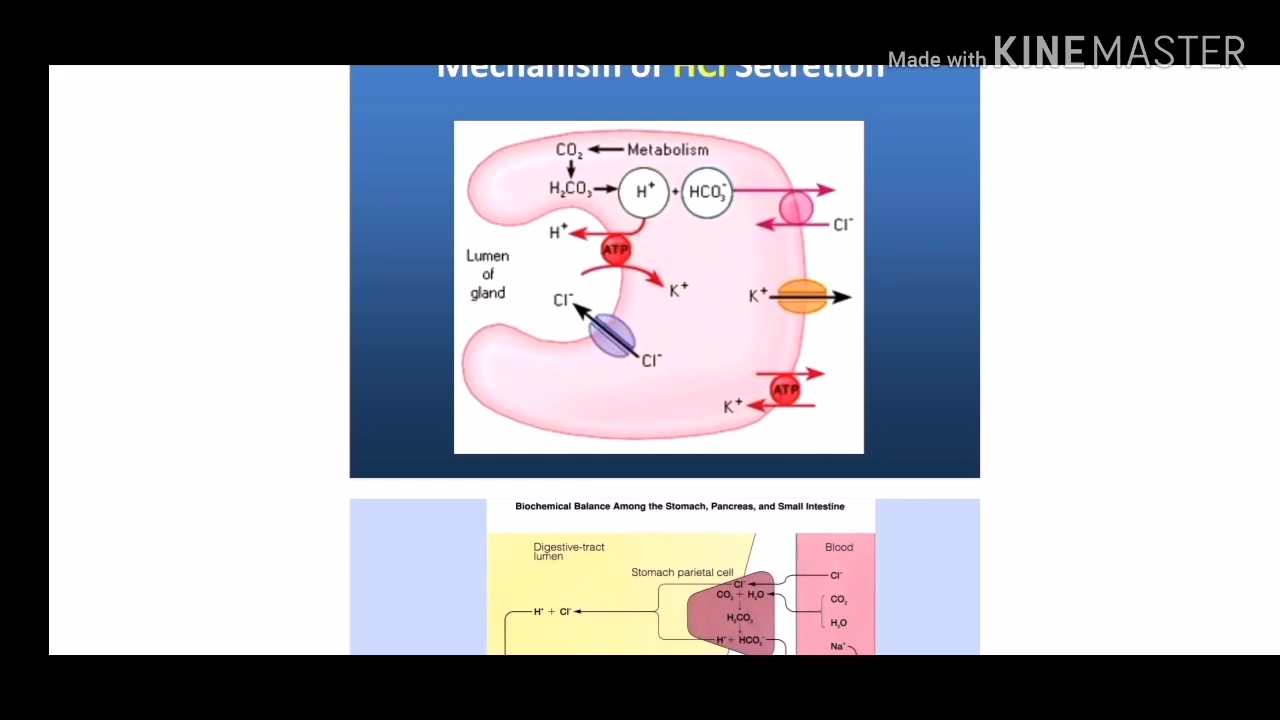 Made with KINEMASTER
Mechanism of HCl Secretion
CO₂ Metabolism
H₂CO₃ H⁺ + HCO₃⁻
H⁺ Cl⁻
ATP
Lumen
of
gland
K⁺ K⁺
Cl⁻
Cl⁻
ATP
K⁺
Biochemical Balance Among the Stomach, Pancreas, and Small Intestine
Digestive-tract
lumen
Blood
Stomach parietal cell
Cl⁻ Cl⁻
CO₂ + H₂O CO₂
H⁺ + Cl⁻ H₂CO₃ H₂O
H⁺ + HCO₃⁻ Na⁺